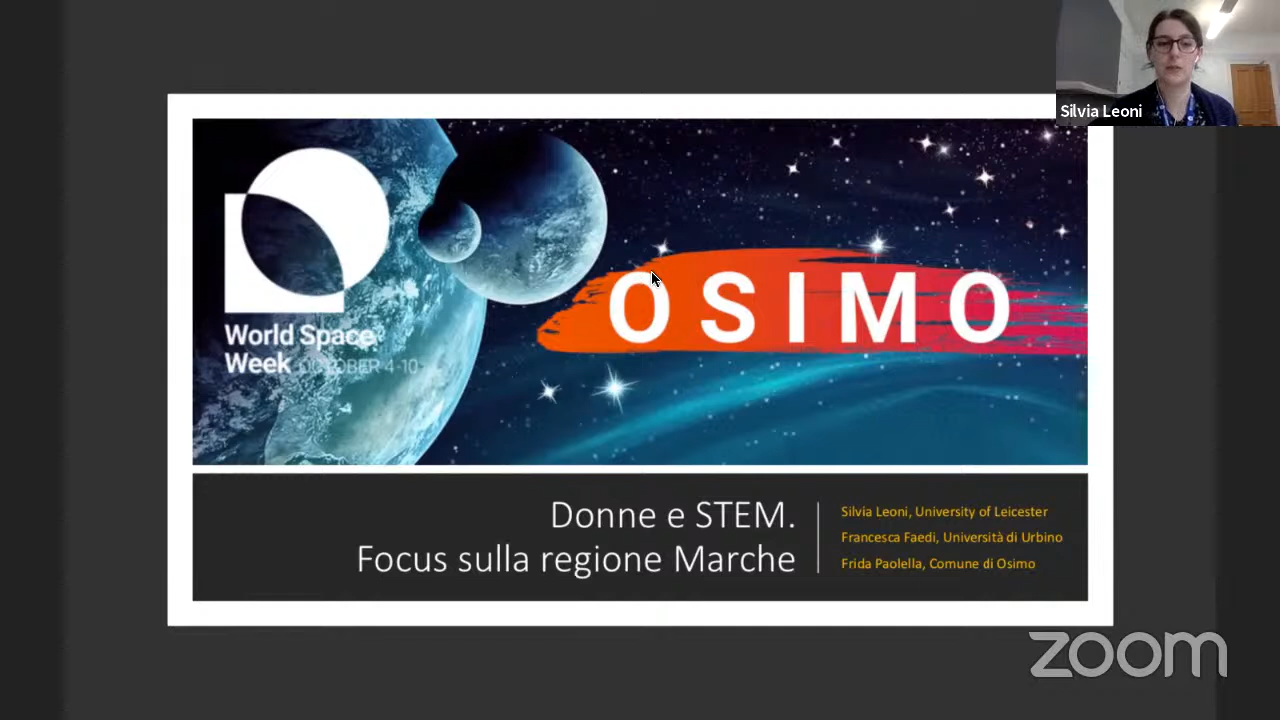 Silvia Leoni
World Space
Week OCTOBER 4-10
OSIMO
Donne e STEM.
Focus sulla regione Marche
Silvia Leoni, University of Leicester
Francesca Faedi, Università di Urbino
Frida Paolella, Comune di Osimo
zoom